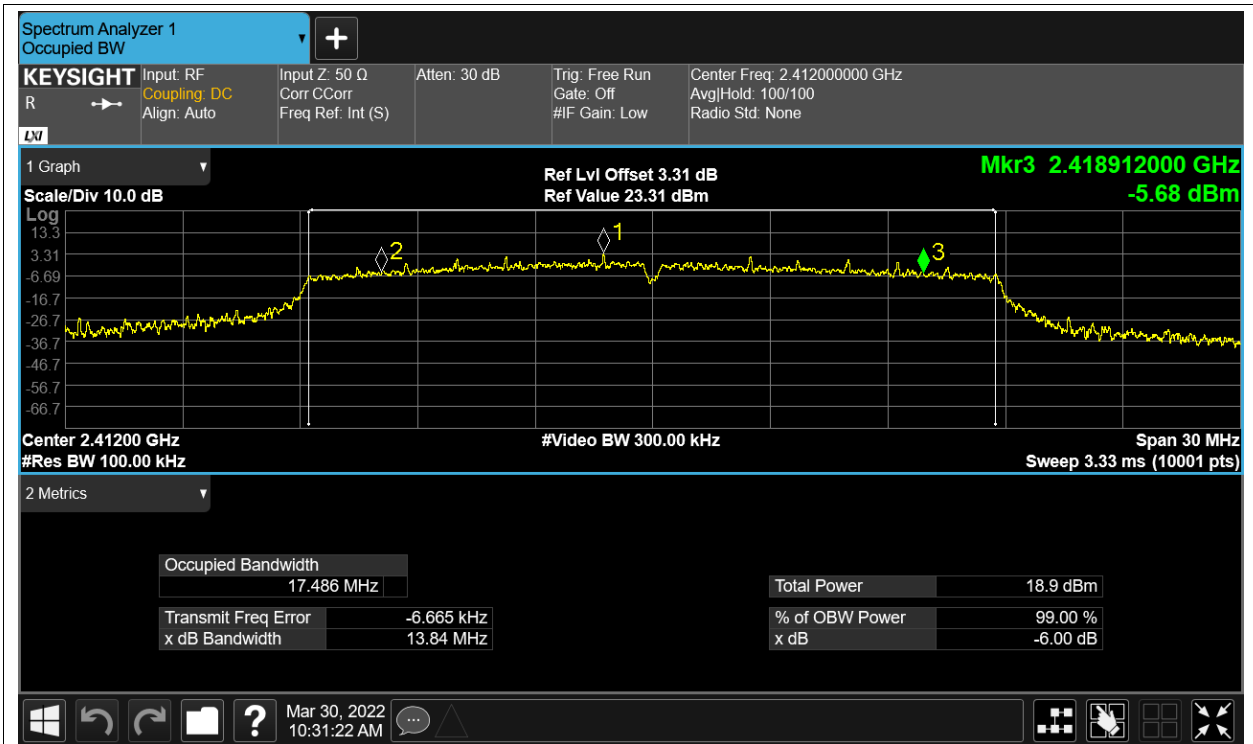 Spectrum Analyzer 1
Occupied BW
KEYSIGHT
R
LXI
Input: RF
Coupling: DC
Align: Auto
Input Z: 50 Ω
Corr CCorr
Freq Ref: Int (S)
Atten: 30 dB
Trig: Free Run
Gate: Off
#IF Gain: Low
Center Freq: 2.412000000 GHz
Avg|Hold: 100/100
Radio Std: None
1 Graph
Scale/Div 10.0 dB
Ref Lvl Offset 3.31 dB
Ref Value 23.31 dBm
Mkr3 2.418912000 GHz
-5.68 dBm
Log
13.3
3.31
-6.69
-16.7
-26.7
-36.7
-46.7
-56.7
-66.7
2
1
3
Center 2.41200 GHz
#Video BW 300.00 kHz
Span 30 MHz
#Res BW 100.00 kHz
Sweep 3.33 ms (10001 pts)
2 Metrics
Occupied Bandwidth
17.486 MHz
Total Power 18.9 dBm
Transmit Freq Error -6.665 kHz
% of OBW Power 99.00 %
x dB Bandwidth 13.84 MHz
x dB -6.00 dB
?
Mar 30, 2022
10:31:22 AM